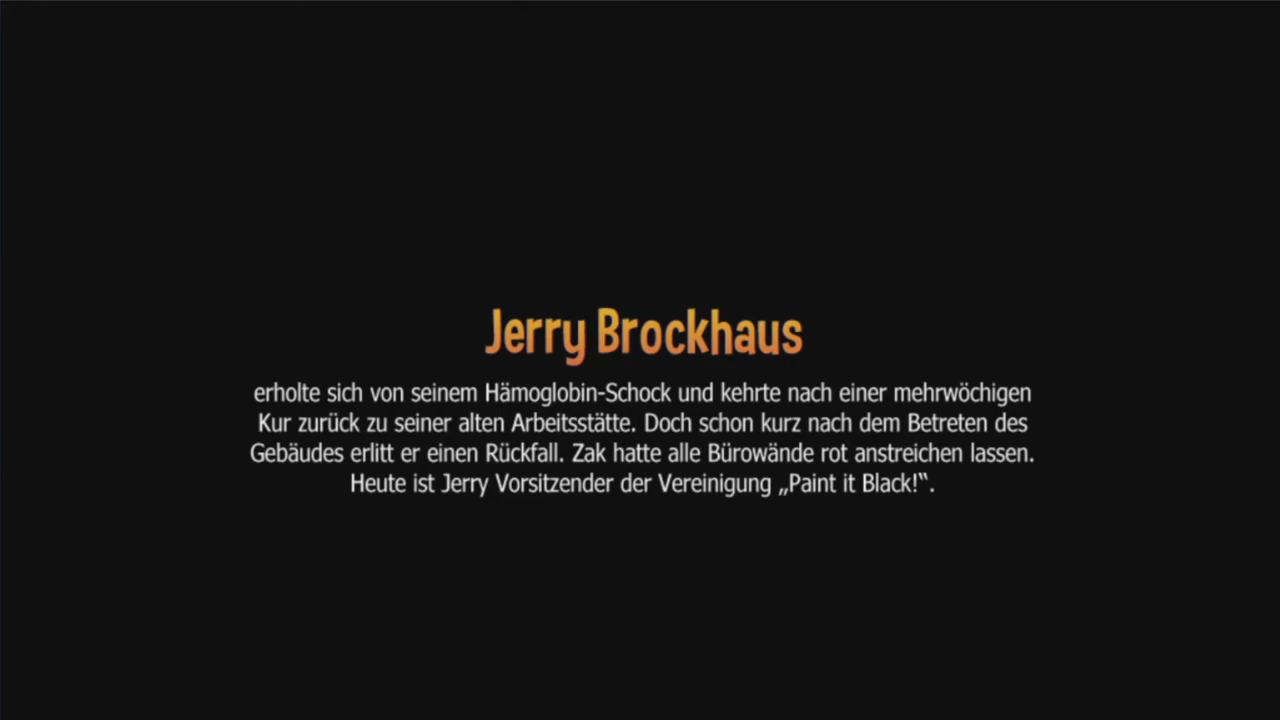 Jerry Brockhaus
erholte sich von seinem Hämoglobin-Schock und kehrte nach einer mehrwöchigen
Kur zurück zu seiner alten Arbeitsstätte. Doch schon kurz nach dem Betreten des
Gebäudes erlitt er einen Rückfall. Zak hatte alle Bürowände rot anstreichen lassen.
Heute ist Jerry Vorsitzender der Vereinigung „Paint it Black!“.